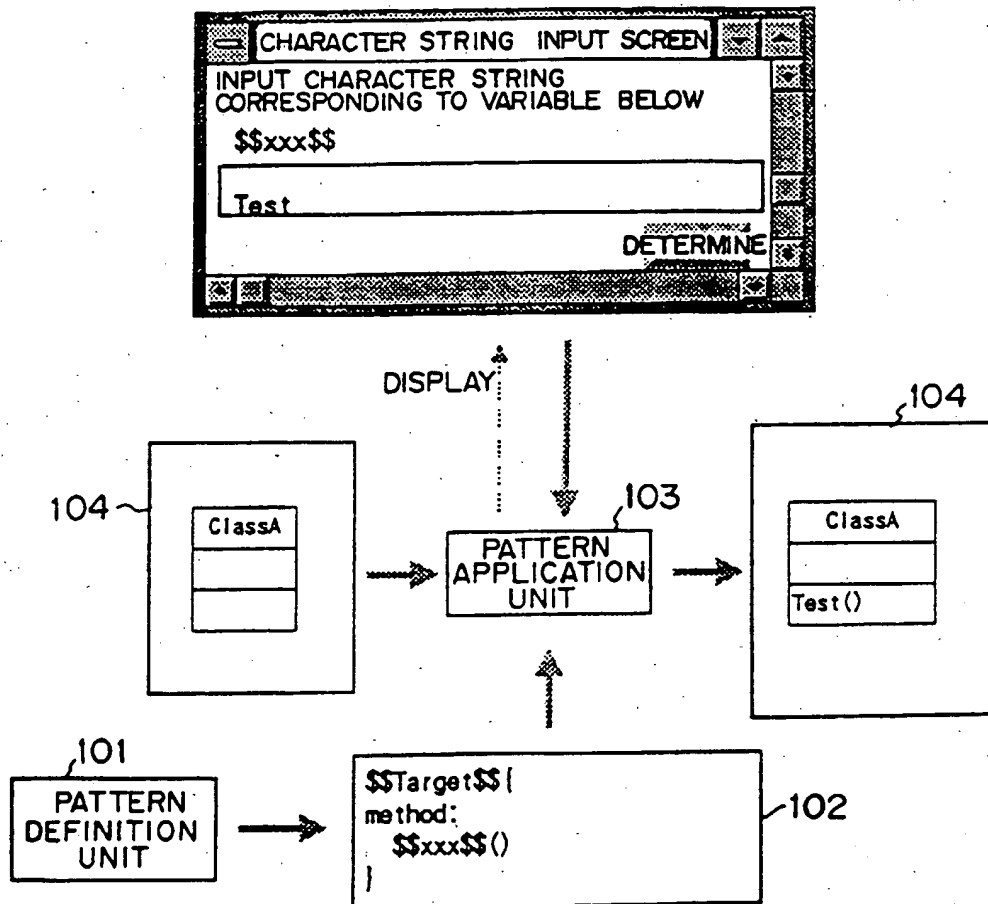 CHARACTER STRING INPUT SCREEN
INPUT CHARACTER STRING
CORRESPONDING TO VARIABLE BELOW
$$xxx$$
Test
DETERMINE
DISPLAY
104
104
103
ClassA
PATTERN
APPLICATION
UNIT
ClassA
Test()
101
PATTERN
DEFINITION
UNIT
$$Target$${
method:
$$xxx$$()
}
102